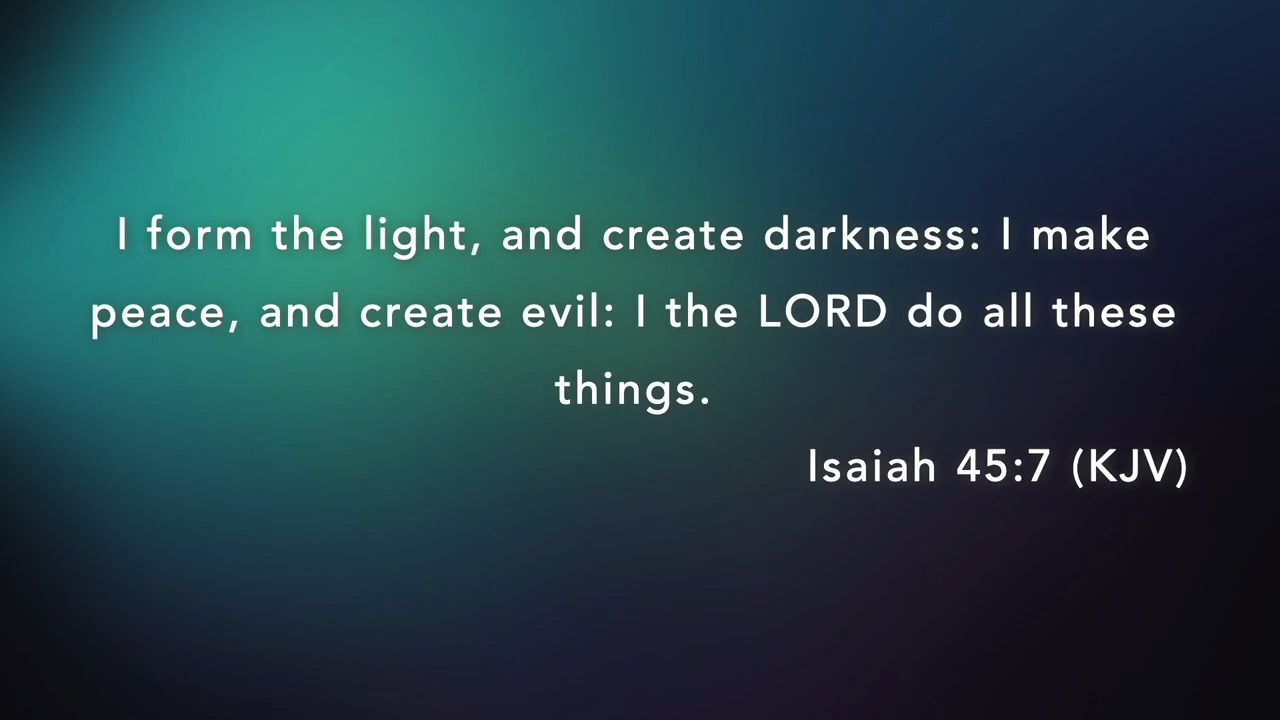 I form the light, and create darkness: I make
peace, and create evil: I the LORD do all these
things.
Isaiah 45:7 (KJV)